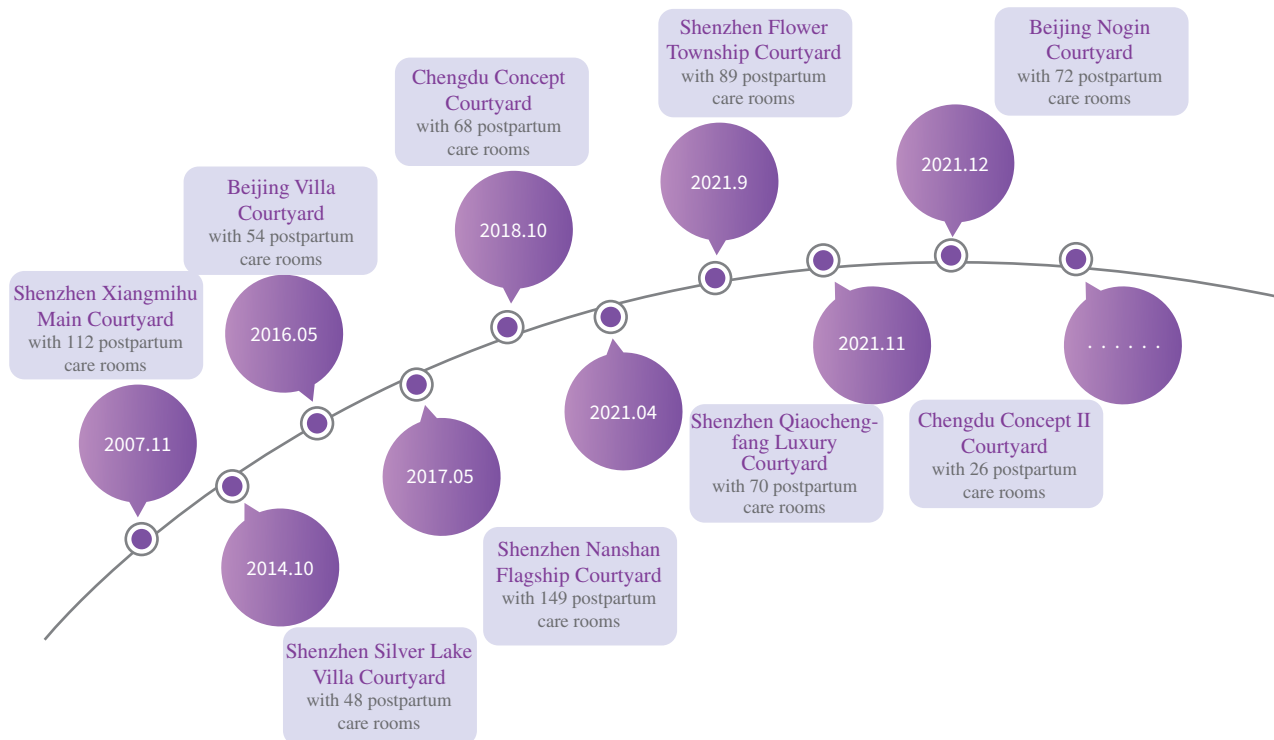 Shenzhen Xiangmihu
Main Courtyard
with 112 postpartum
care rooms
2007.11
2014.10
Shenzhen Silver Lake
Villa Courtyard
with 48 postpartum
care rooms
Beijing Villa
Courtyard
with 54 postpartum
care rooms
2016.05
2017.05
Shenzhen Nanshan
Flagship Courtyard
with 149 postpartum
care rooms
Chengdu Concept
Courtyard
with 68 postpartum
care rooms
2018.10
2021.04
Shenzhen Qiaocheng-
fang Luxury
Courtyard
with 70 postpartum
care rooms
Shenzhen Flower
Township Courtyard
with 89 postpartum
care rooms
2021.9
2021.11
Chengdu Concept II
Courtyard
with 26 postpartum
care rooms
Beijing Nogin
Courtyard
with 72 postpartum
care rooms
2021.12
. . . . . .